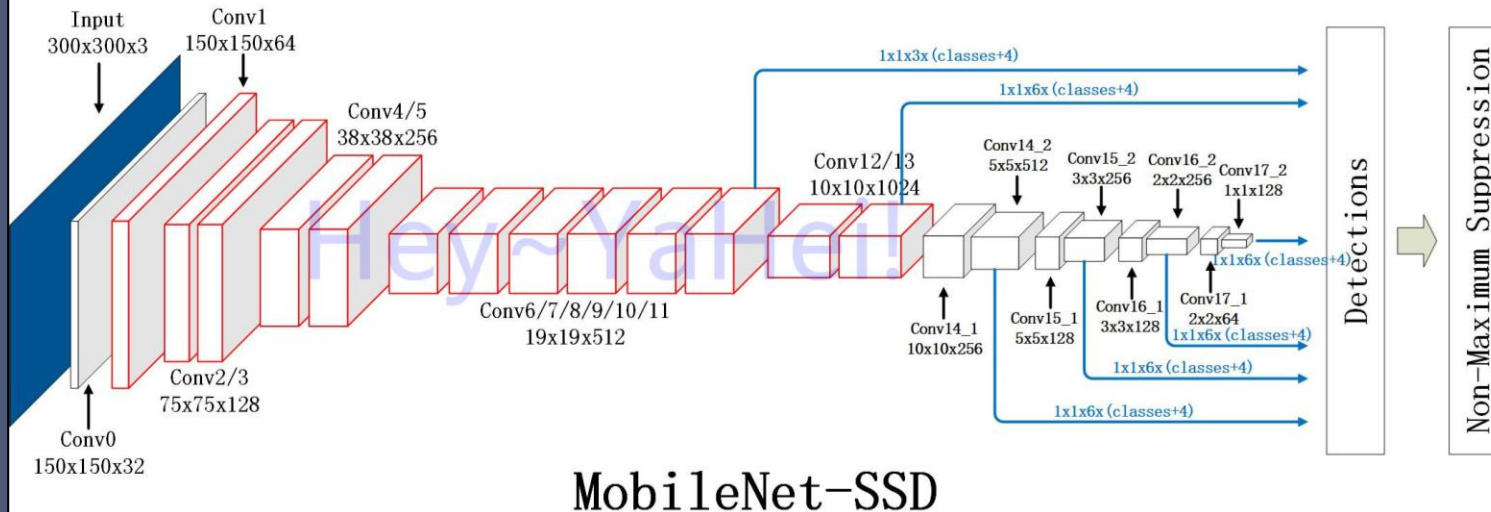 Input
300x300x3
Conv1
150x150x64
Conv4/5
38x38x256
1x1x3x(classes+4)
1x1x6x(classes+4)
Conv12/13
10x10x1024
Conv14_2
5x5x512
Conv15_2
3x3x256
Conv16_2
2x2x256
Conv17_2
1x1x128
Hey~YaHei!
1x1x6x(classes+4)
Conv6/7/8/9/10/11
19x19x512
Conv14_1
10x10x256
Conv15_1
5x5x128
Conv16_1
3x3x128
Conv17_1
2x2x64
1x1x6x(classes+4)
1x1x6x(classes+4)
1x1x6x(classes+4)
Conv2/3
75x75x128
Conv0
150x150x32
Detections
Non-Maximum Suppression
MobileNet-SSD